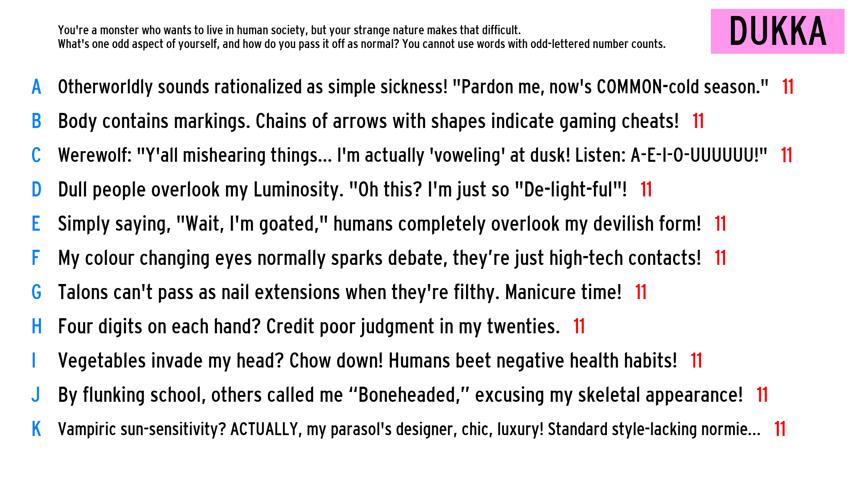 You're a monster who wants to live in human society, but your strange nature makes that difficult.
What's one odd aspect of yourself, and how do you pass it off as normal? You cannot use words with odd-lettered number counts.
DUKKA
A Otherworldly sounds rationalized as simple sickness! "Pardon me, now's COMMON-cold season." 11
B Body contains markings. Chains of arrows with shapes indicate gaming cheats! 11
C Werewolf: "Y'all mishearing things... I'm actually 'voweling' at dusk! Listen: A-E-I-O-UUUUUU!" 11
D Dull people overlook my Luminosity. "Oh this? I'm just so "De-light-ful"! 11
E Simply saying, "Wait, I'm goated," humans completely overlook my devilish form! 11
F My colour changing eyes normally sparks debate, they’re just high-tech contacts! 11
G Talons can't pass as nail extensions when they're filthy. Manicure time! 11
H Four digits on each hand? Credit poor judgment in my twenties. 11
I Vegetables invade my head? Chow down! Humans beet negative health habits! 11
J By flunking school, others called me “Boneheaded,” excusing my skeletal appearance! 11
K Vampiric sun-sensitivity? ACTUALLY, my parasol's designer, chic, luxury! Standard style-lacking normie... 11